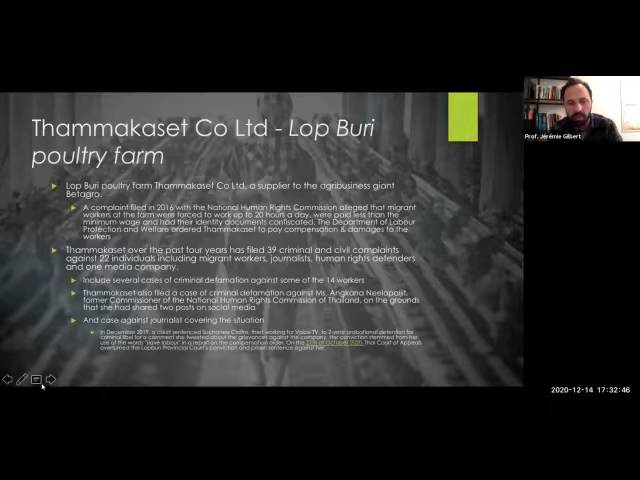 Thammakaset Co Ltd - Lop Buri
poultry farm
Lop Buri poultry farm Thammakaset Co Ltd, a supplier to the agribusiness giant
Betagro.
A complaint filed in 2016 with the National Human Rights Commission alleged that migrant
workers at the farm were forced to work up to 20 hours a day, were paid less than the
minimum wage and had their identity documents confiscated. The Department of Labour
Protection and Welfare ordered Thammakaset to pay compensation & damages to the
workers
Thammakaset over the past four years has filed 39 criminal and civil complaints
against 22 individuals including migrant workers, journalists, human rights defenders
and one media company.
Include several cases of criminal defamation against some of the 14 workers
Thammakaset also filed a case of criminal defamation against Ms. Angkana Neelapaijit,
former Commissioner of the National Human Rights Commission of Thailand, on the grounds
that she had shared two posts on social media
And case against journalist covering the situation
In December 2019, a court sentenced Suchanee Cloitre, then working for Voice TV, to 2-year probational detention for
criminal libel for a comment she tweeted about the grievances against the company. Her conviction stemmed from her
use of the words "slave labour" in a report on the compensation order. On the 27th of October 2020, Thai Court of Appeals
overturned the Lopburi Provincial Court's conviction and prison sentence against her
Prof. Jérémie Gilbert
2020-12-14 17:32:46